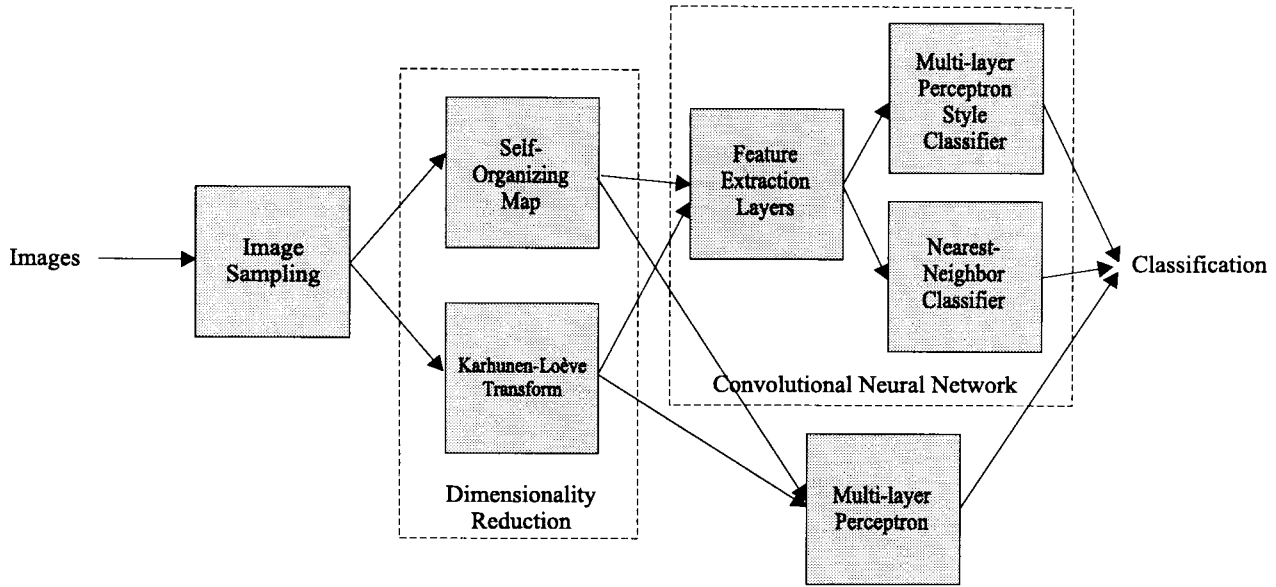 Images
Image
Sampling
Self-
Organizing
Map
Karhunen-Loève
Transform
Dimensionality
Reduction
Feature
Extraction
Layers
Multi-layer
Perceptron
Style
Classifier
Nearest-
Neighbor
Classifier
Convolutional Neural Network
Multi-layer
Perceptron
Classification